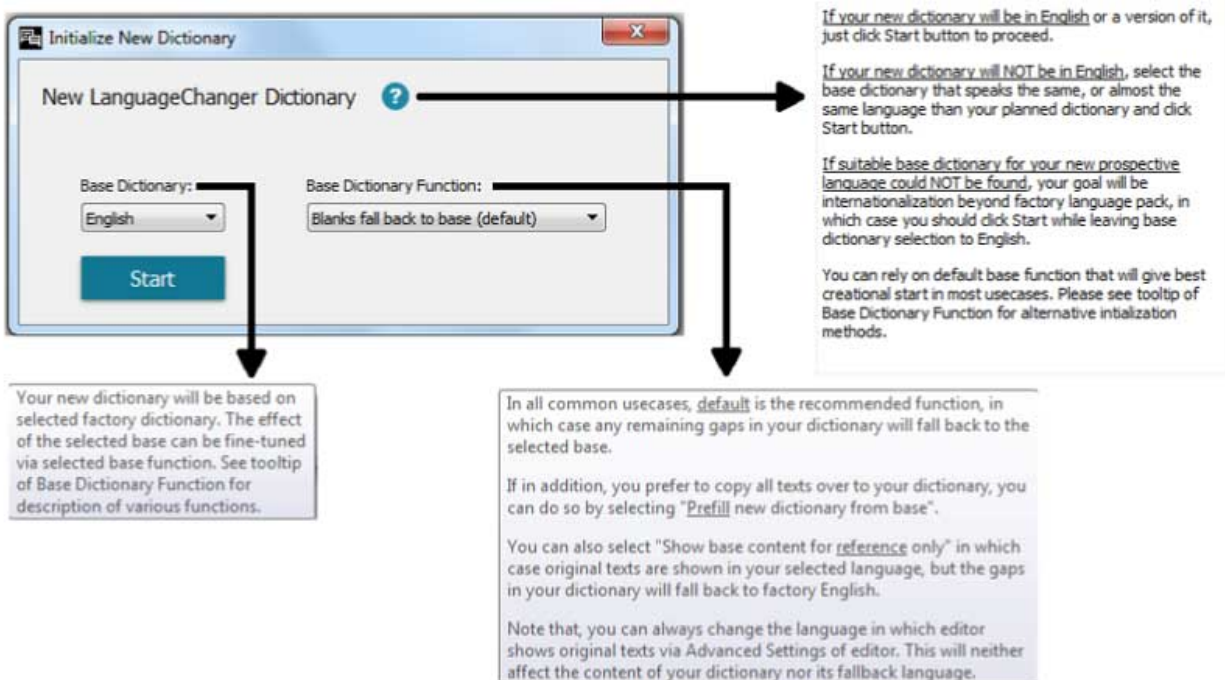 Initialize New Dictionary
X
New LanguageChanger Dictionary ?
Base Dictionary:
Base Dictionary Function:
English
Blanks fall back to base (default)
Start
If your new dictionary will be in English or a version of it,
just click Start button to proceed.
If your new dictionary will NOT be in English, select the
base dictionary that speaks the same, or almost the
same language than your planned dictionary and click
Start button.
If suitable base dictionary for your new prospective
language could NOT be found, your goal will be
internationalization beyond factory language pack, in
which case you should click Start while leaving base
dictionary selection to English.
You can rely on default base function that will give best
creational start in most usecases. Please see tooltip of
Base Dictionary Function for alternative intialization
methods.
Your new dictionary will be based on
selected factory dictionary. The effect
of the selected base can be fine-tuned
via selected base function. See tooltip
of Base Dictionary Function for
description of various functions.
In all common usecases, default is the recommended function, in
which case any remaining gaps in your dictionary will fall back to the
selected base.
If in addition, you prefer to copy all texts over to your dictionary, you
can do so by selecting "Prefill new dictionary from base".
You can also select "Show base content for reference only" in which
case original texts are shown in your selected language, but the gaps
in your dictionary will fall back to factory English.
Note that, you can always change the language in which editor
shows original texts via Advanced Settings of editor. This will neither
affect the content of your dictionary nor its fallback language.